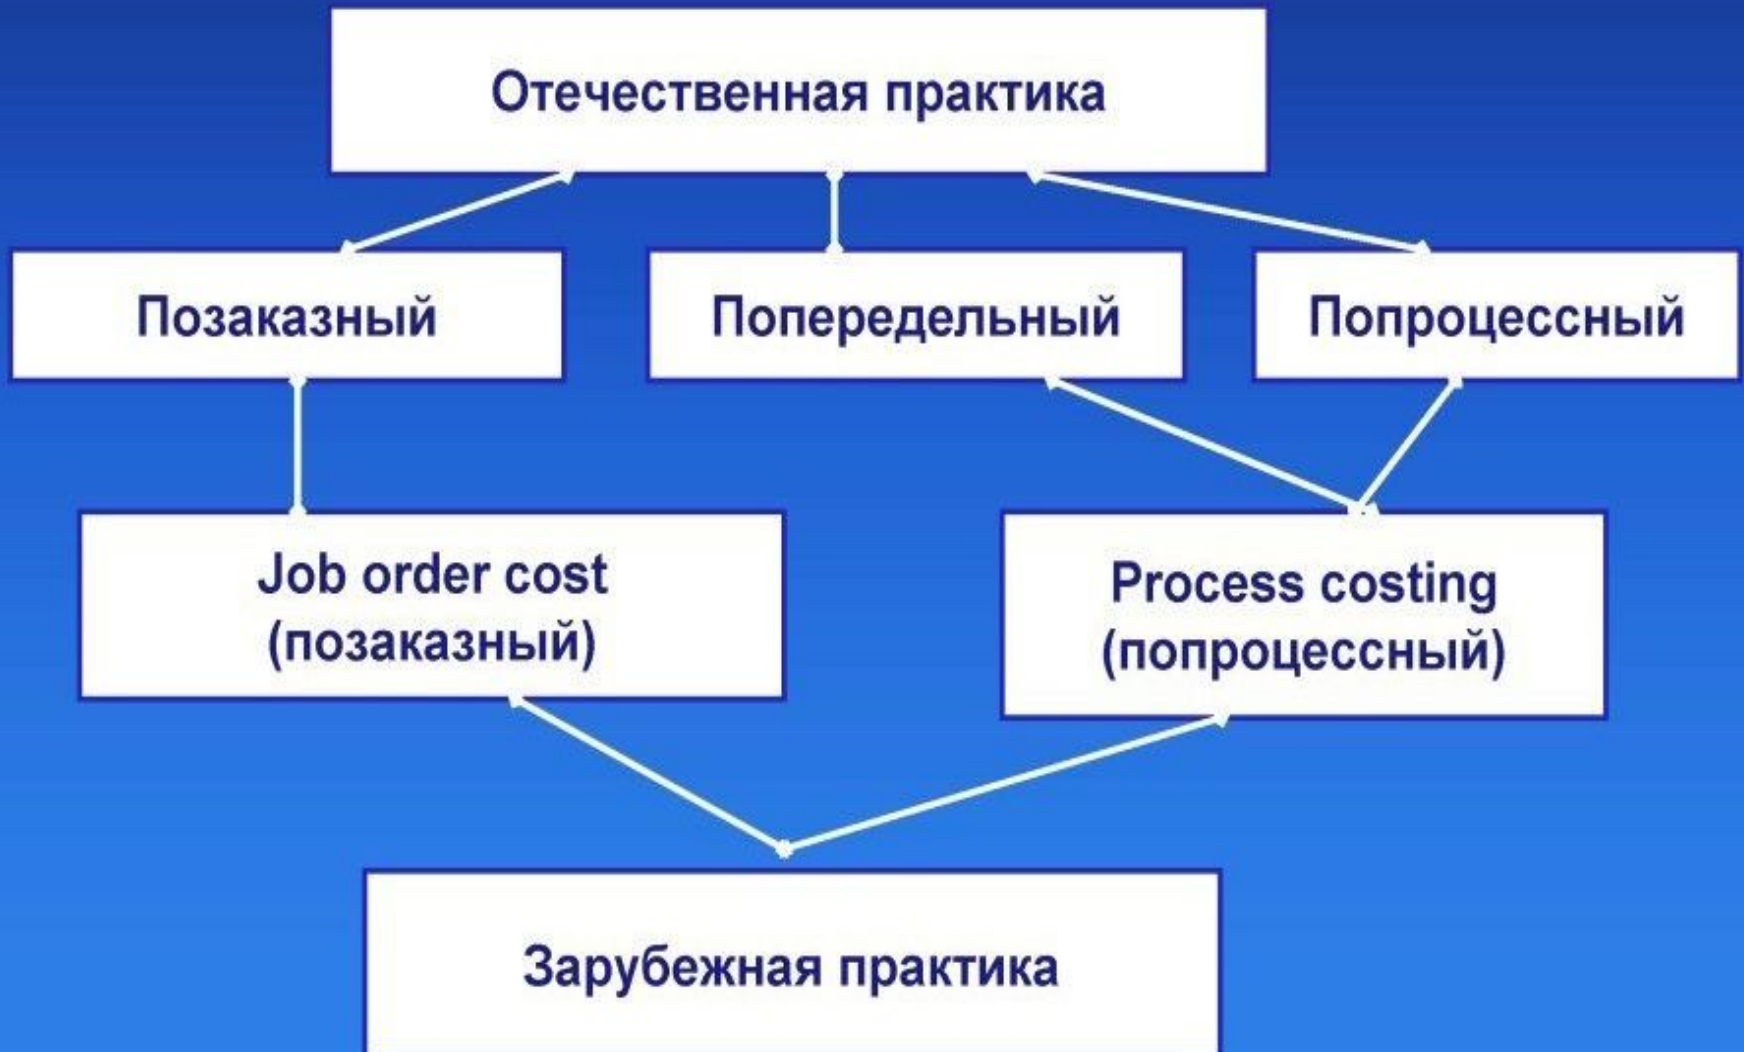 Отечественная практика
Позаказный
Попередельный
Попроцессный
Job order cost
(позаказный)
Process costing
(попроцессный)
Зарубежная практика